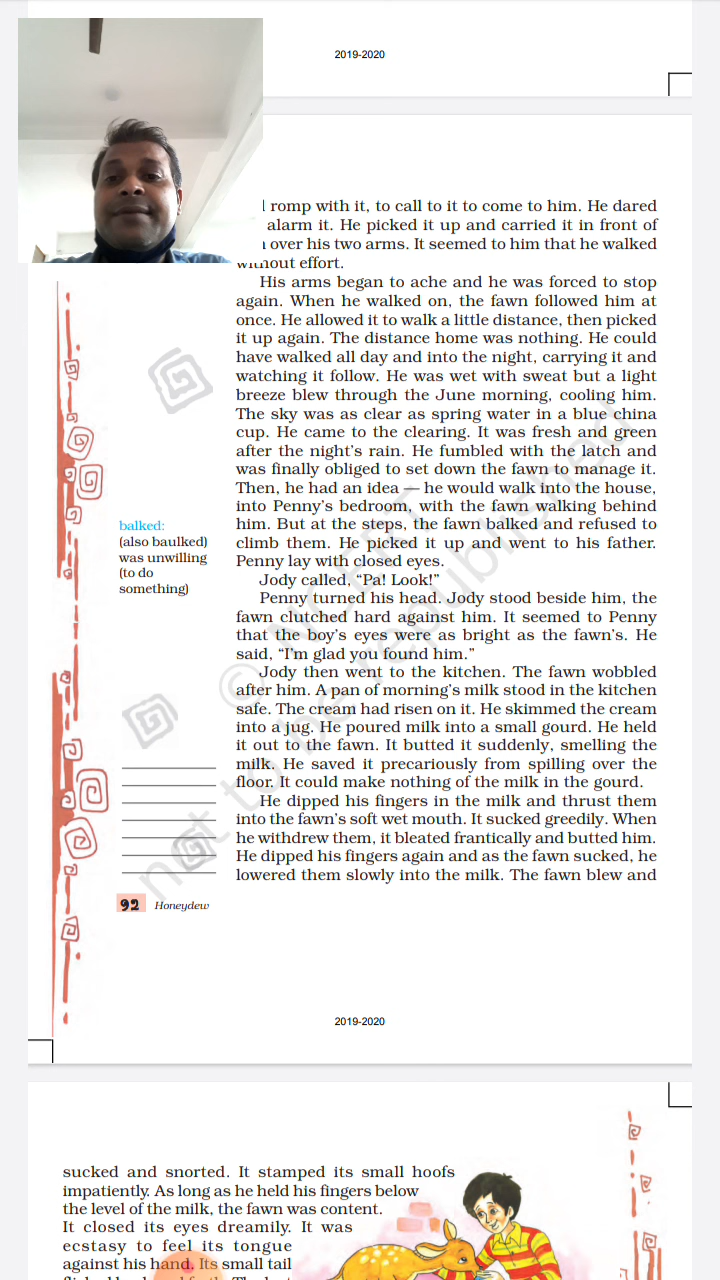 2019-2020
romp with it, to call to it to come to him. He dared
alarm it. He picked it up and carried it in front of
over his two arms. It seemed to him that he walked
without effort.
His arms began to ache and he was forced to stop
again. When he walked on, the fawn followed him at
once. He allowed it to walk a little distance, then picked
it up again. The distance home was nothing. He could
have walked all day and into the night, carrying it and
watching it follow. He was wet with sweat but a light
breeze blew through the June morning, cooling him.
The sky was as clear as spring water in a blue china
cup. He came to the clearing. It was fresh and green
after the night's rain. He fumbled with the latch and
was finally obliged to set down the fawn to manage it.
Then, he had an idea — he would walk into the house,
into Penny's bedroom, with the fawn walking behind
him. But at the steps, the fawn balked and refused to
climb them. He picked it up and went to his father.
Penny lay with closed eyes.
Jody called, “Pa! Look!”
Penny turned his head. Jody stood beside him, the
fawn clutched hard against him. It seemed to Penny
that the boy's eyes were as bright as the fawn's. He
said, “I'm glad you found him.”
Jody then went to the kitchen. The fawn wobbled
after him. A pan of morning's milk stood in the kitchen
safe. The cream had risen on it. He skimmed the cream
into a jug. He poured milk into a small gourd. He held
it out to the fawn. It butted it suddenly, smelling the
milk. He saved it precariously from spilling over the
floor. It could make nothing of the milk in the gourd.
He dipped his fingers in the milk and thrust them
into the fawn's soft wet mouth. It sucked greedily. When
he withdrew them, it bleated frantically and butted him.
He dipped his fingers again and as the fawn sucked, he
lowered them slowly into the milk. The fawn blew and
balked:
(also baulked)
was unwilling
(to do
something)
© NCERT
not to be republished
92 Honeydew
2019-2020
sucked and snorted. It stamped its small hoofs
impatiently. As long as he held his fingers below
the level of the milk, the fawn was content.
It closed its eyes dreamily. It was
ecstasy to feel its tongue
against his hand. Its small tail